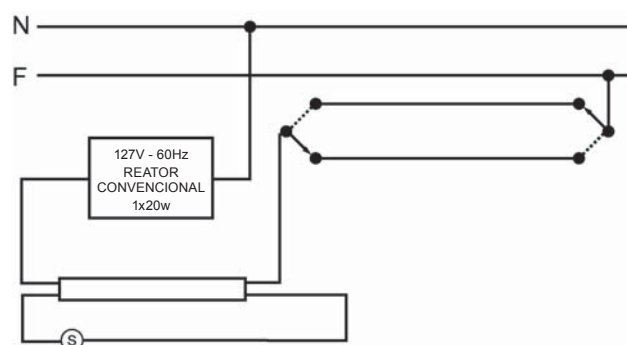 N
F
127V - 60Hz
REATOR
CONVENCIONAL
1x20w
S